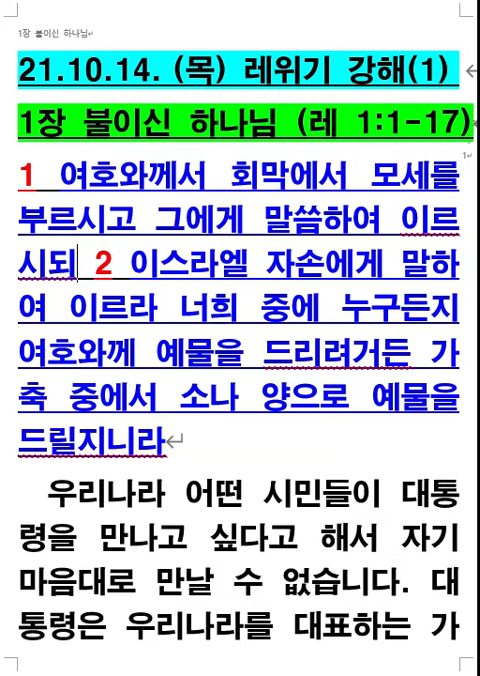 1장 불이신 하나님
21.10.14. (목) 레위기 강해(1)
1장 불이신 하나님 (레 1:1-17)
1
1 여호와께서 회막에서 모세를
부르시고 그에게 말씀하여 이르
시되 2 이스라엘 자손에게 말하
여 이르라 너희 중에 누구든지
여호와께 예물을 드리려거든 가
축 중에서 소나 양으로 예물을
드릴지니라
우리나라 어떤 시민들이 대통
령을 만나고 싶다고 해서 자기
마음대로 만날 수 없습니다. 대
통령은 우리나라를 대표하는 가